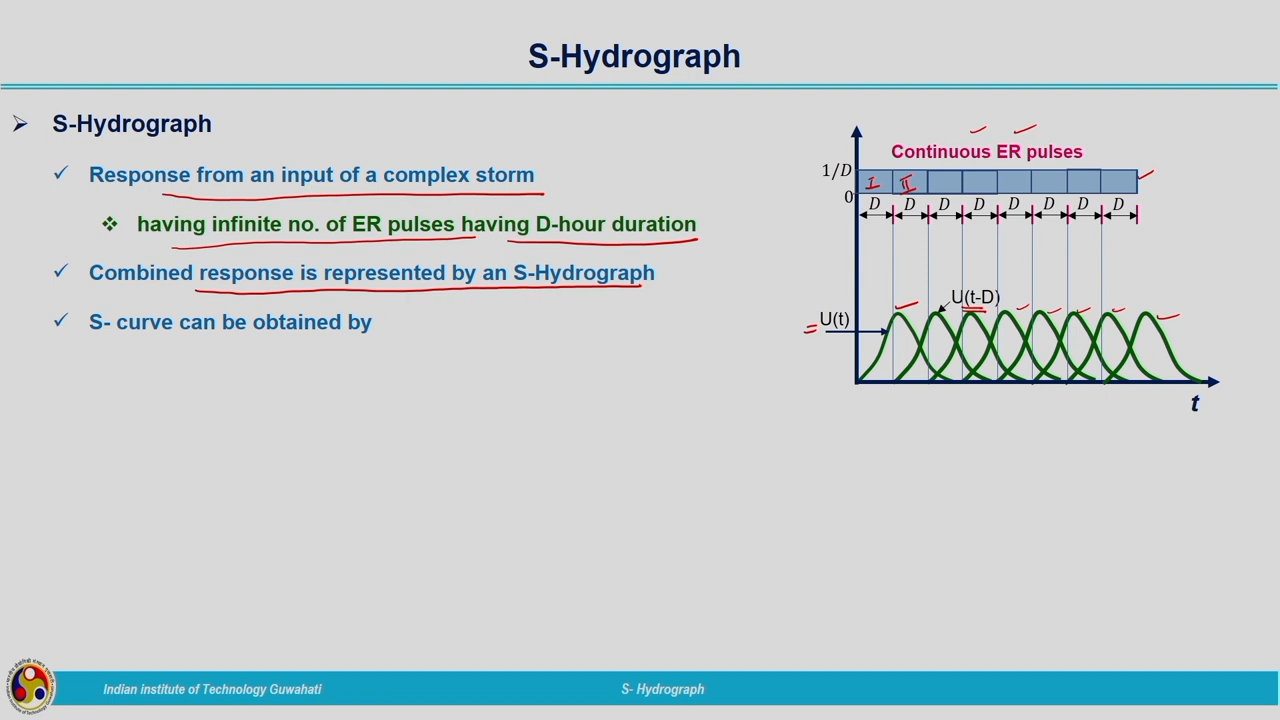 S-Hydrograph
S-Hydrograph
Response from an input of a complex storm
having infinite no. of ER pulses having D-hour duration
Combined response is represented by an S-Hydrograph
S- curve can be obtained by
Continuous ER pulses
1/D
I II
0
D D D D D D D D
U(t-D)
= U(t)
t
Indian institute of Technology Guwahati
S- Hydrograph